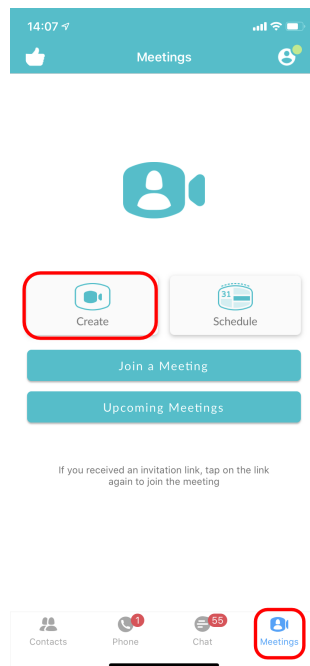 14:07
Meetings
31
Create
Schedule
Join a Meeting
Upcoming Meetings
If you received an invitation link, tap on the link
again to join the meeting
1
55
Contacts
Phone
Chat
Meetings